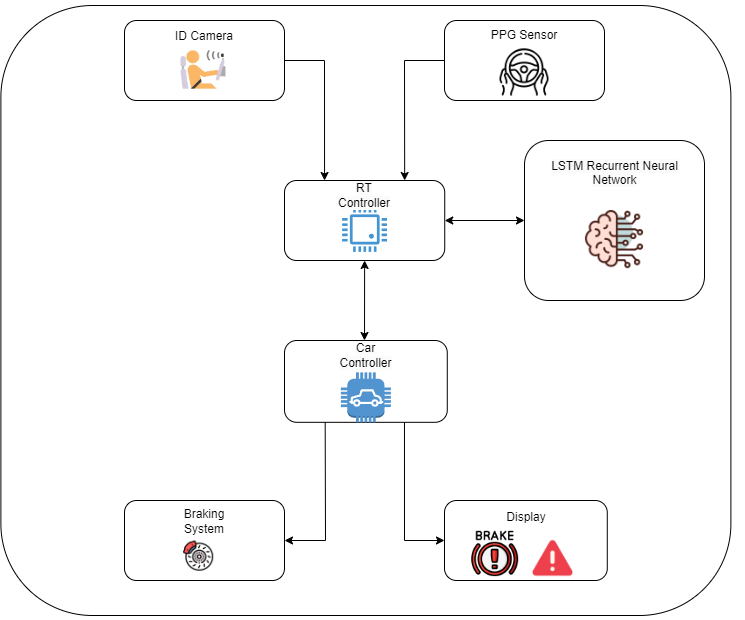 ID Camera
PPG Sensor
LSTM Recurrent Neural
Network
RT
Controller
Car
Controller
Braking
System
Display
BRAKE